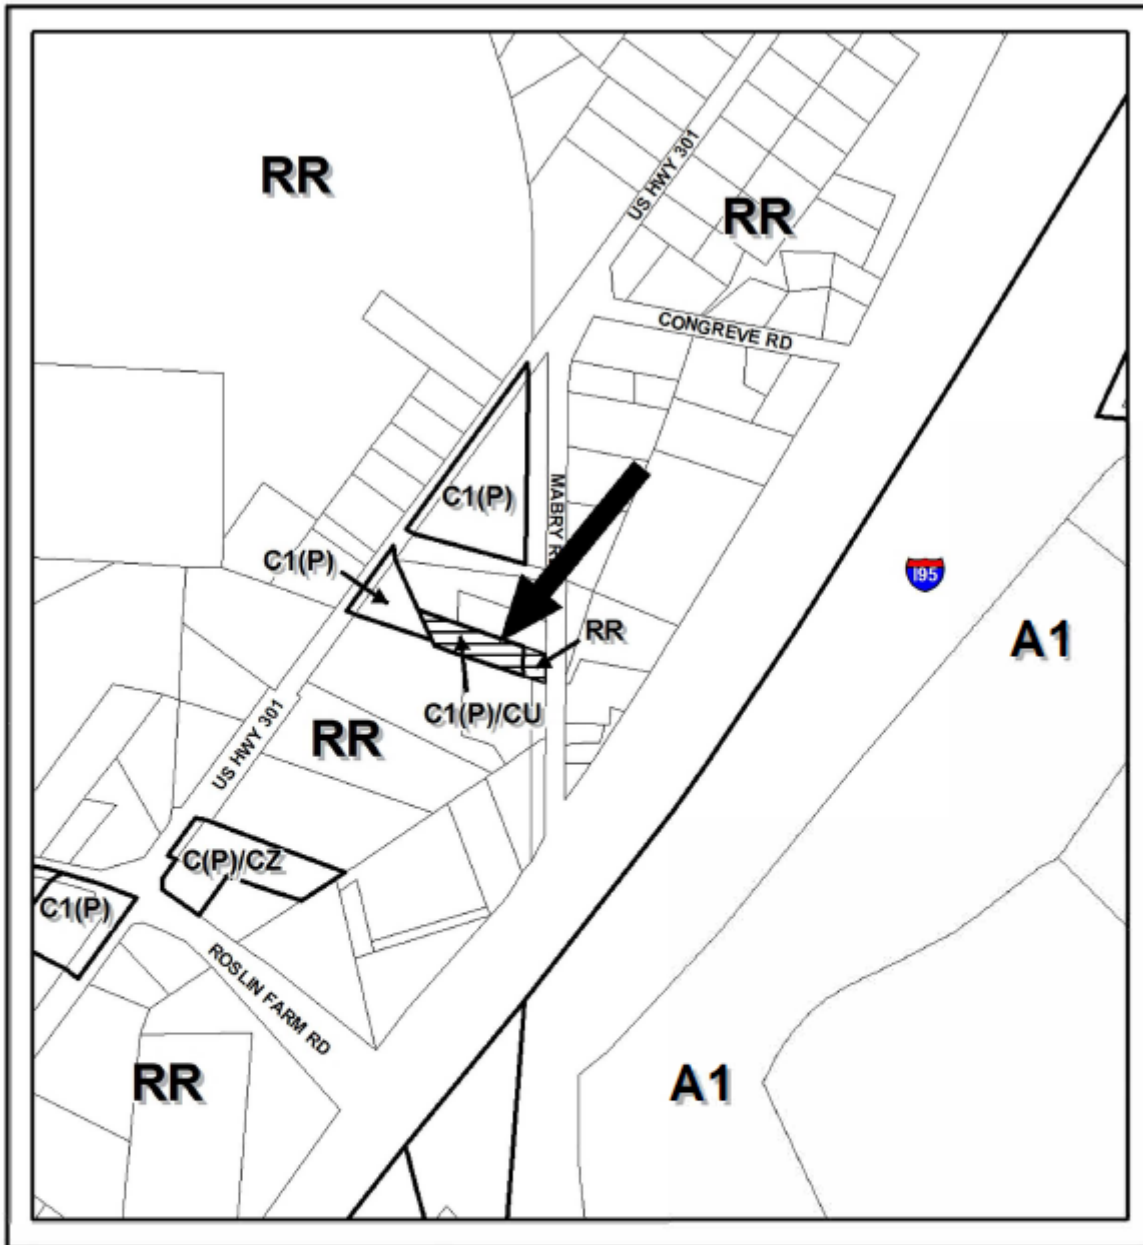 RR
US HWY 301
RR
CONGREVE RD
C1(P)
MABRY R
C1(P)
I95
RR
A1
C1(P)/CU
US HWY 301
RR
C(P)/CZ
C1(P)
ROSLIN FARM RD
RR
A1